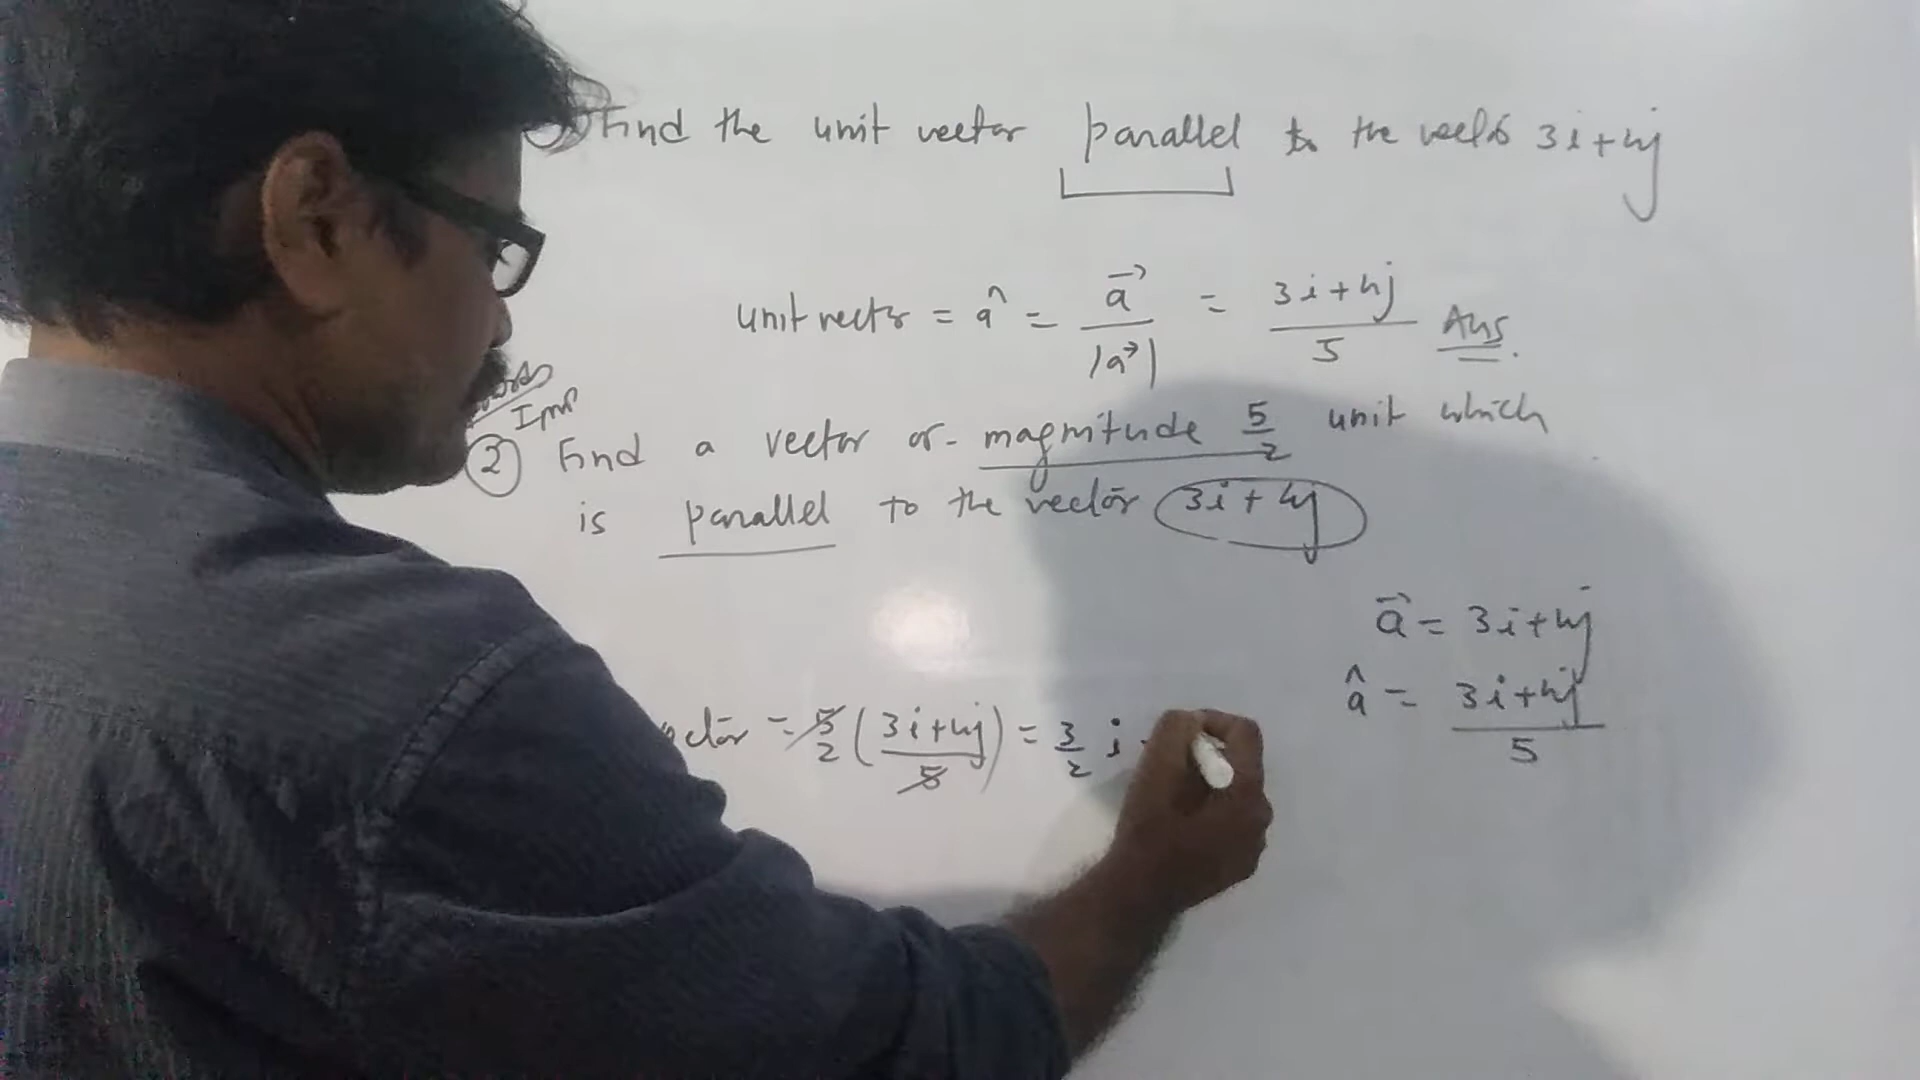 Find the unit vector parallel to the vector 3i+4j
unit vector = â = a⃗ / |a⃗| = 3i+4j / 5 Ans.
Imp
② Find a vector of magnitude 5/2 unit which
is parallel to the vector 3i+4j
a⃗ = 3i+4j
â = 3i+4j / 5
ector = 5/2 (3i+4j / 5) = 3/2 i